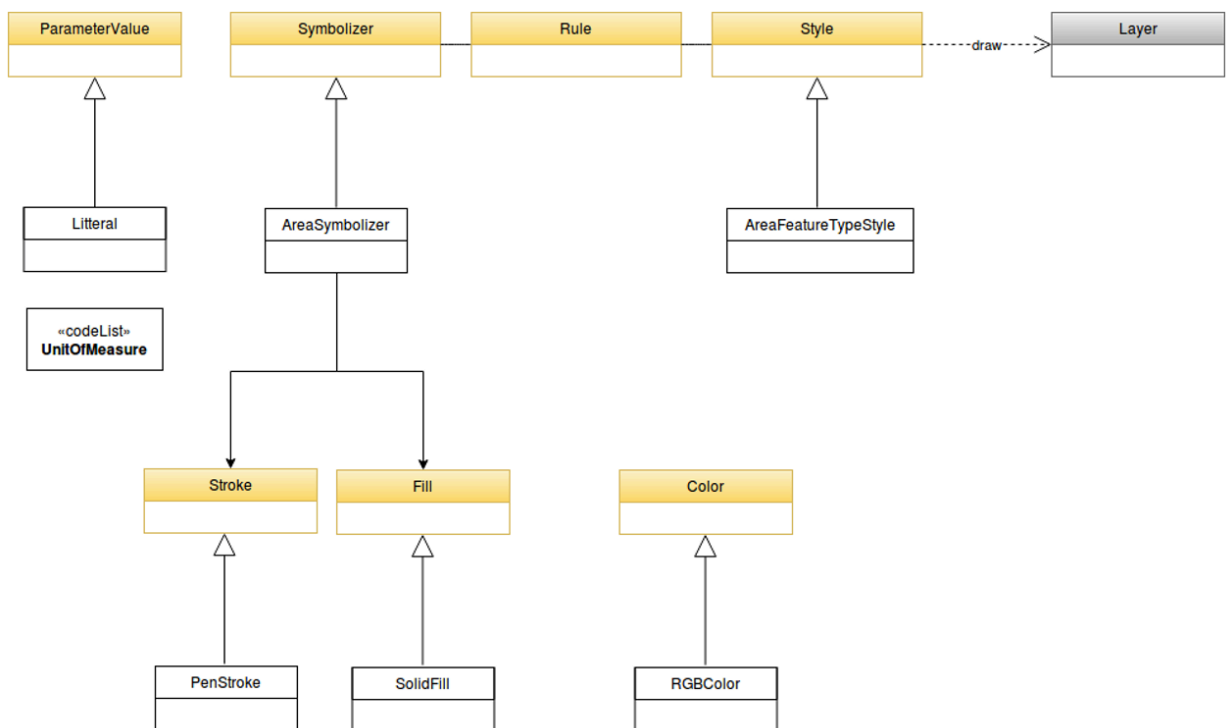 ParameterValue
Symbolizer
Rule
Style
draw
Layer
Litteral
AreaSymbolizer
AreaFeatureTypeStyle
«codeList»
UnitOfMeasure
Stroke
Fill
Color
PenStroke
SolidFill
RGBColor